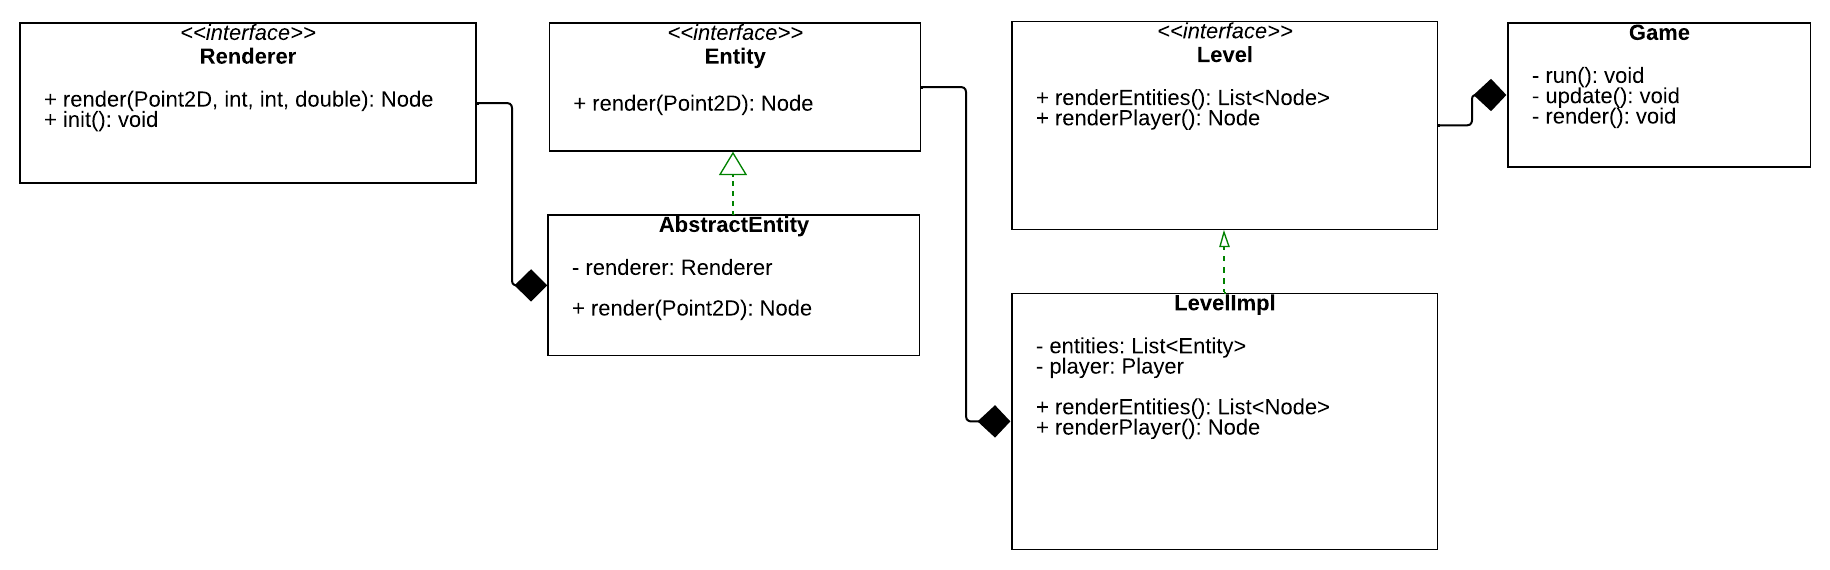 <<interface>>
Renderer
+ render(Point2D, int, int, double): Node
+ init(): void
<<interface>>
Entity
+ render(Point2D): Node
AbstractEntity
- renderer: Renderer
+ render(Point2D): Node
<<interface>>
Level
+ renderEntities(): List<Node>
+ renderPlayer(): Node
LevelImpl
- entities: List<Entity>
- player: Player
+ renderEntities(): List<Node>
+ renderPlayer(): Node
Game
- run(): void
- update(): void
- render(): void